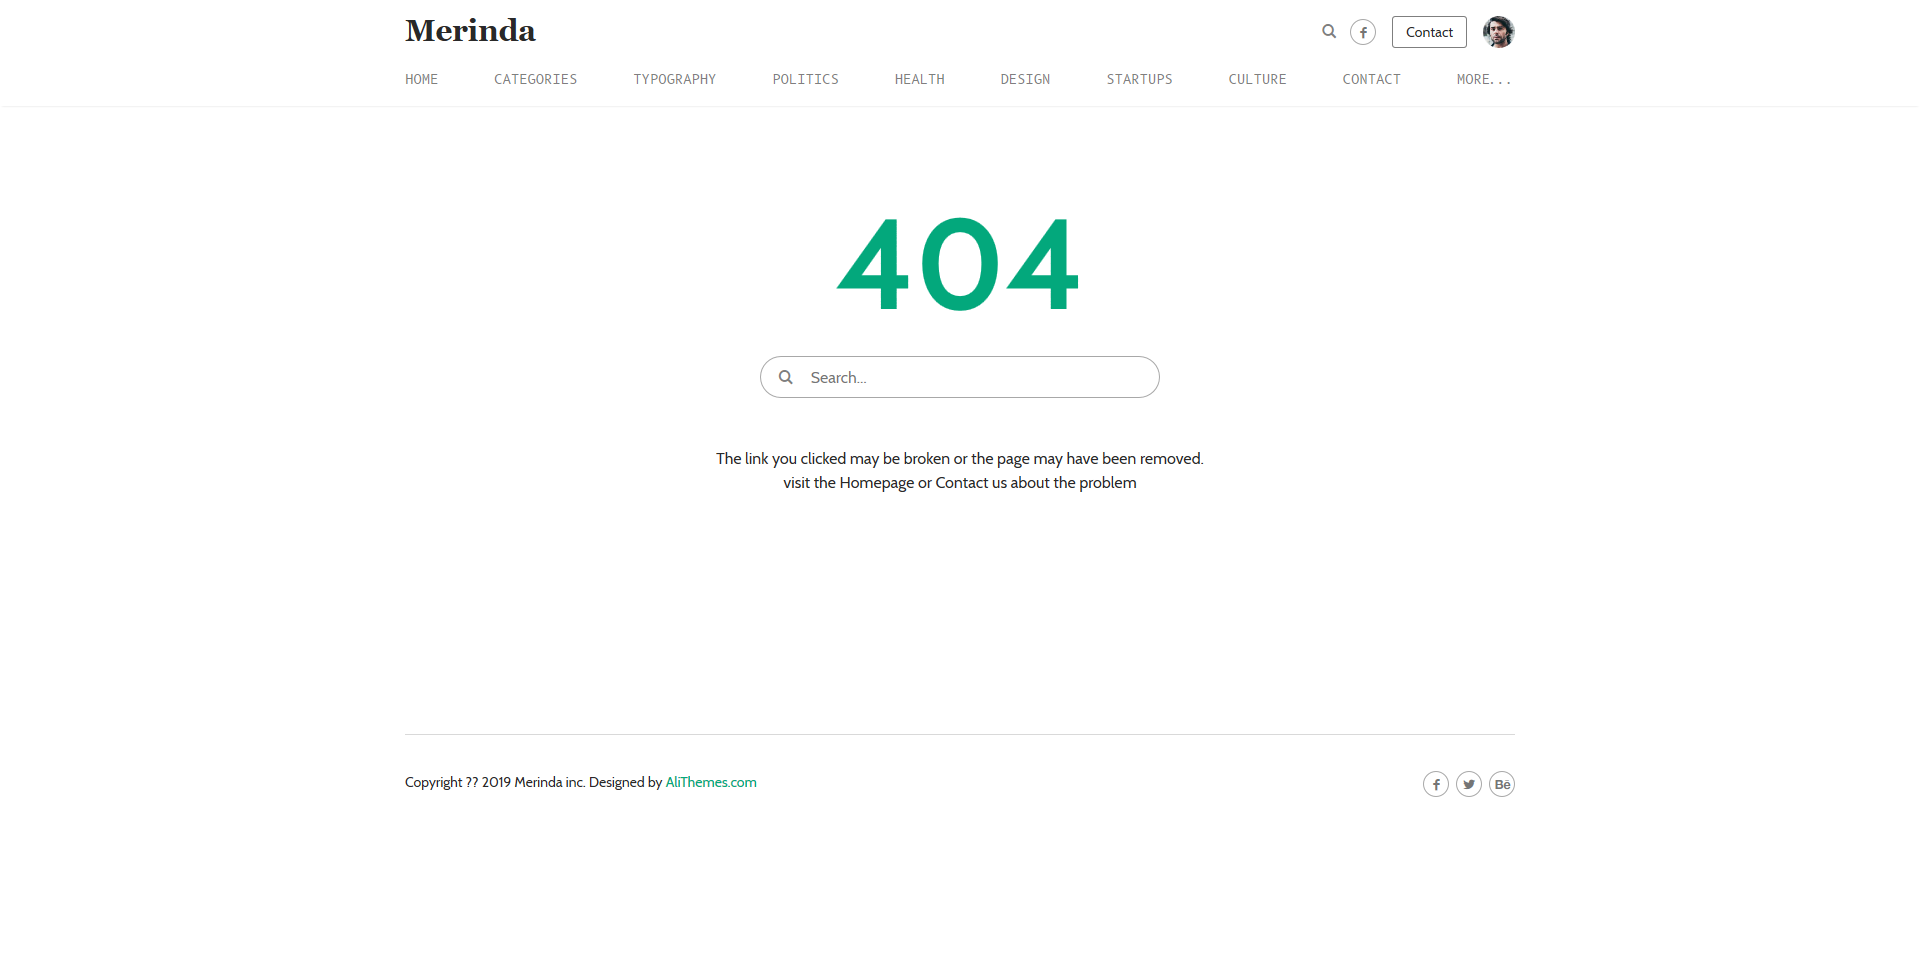 Merinda
Contact
HOME CATEGORIES TYPOGRAPHY POLITICS HEALTH DESIGN STARTUPS CULTURE CONTACT MORE...
404
Search...
The link you clicked may be broken or the page may have been removed.
visit the Homepage or Contact us about the problem
Copyright ?? 2019 Merinda inc. Designed by AliThemes.com
Bē